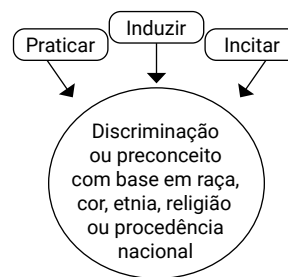 Praticar
Induzir
Incitar
Discriminação
ou preconceito
com base em raça,
cor, etnia, religião
ou procedência
nacional